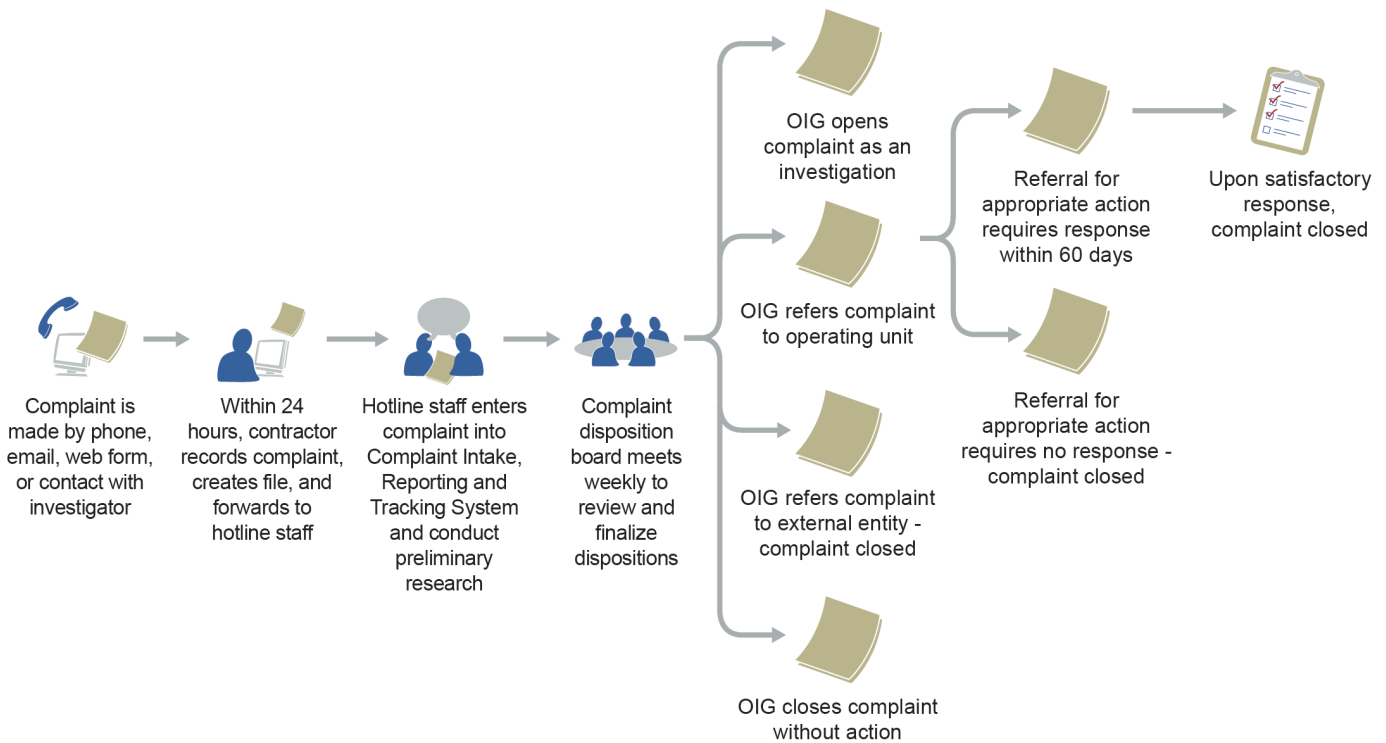 Complaint is
made by phone,
email, web form,
or contact with
investigator
Within 24
hours, contractor
records complaint,
creates file, and
forwards to
hotline staff
Hotline staff enters
complaint into
Complaint Intake,
Reporting and
Tracking System
and conduct
preliminary
research
Complaint
disposition
board meets
weekly to
review and
finalize
dispositions
OIG opens
complaint as an
investigation
OIG refers complaint
to operating unit
OIG refers complaint
to external entity -
complaint closed
OIG closes complaint
without action
Referral for
appropriate action
requires response
within 60 days
Referral for
appropriate action
requires no response -
complaint closed
Upon satisfactory
response,
complaint closed